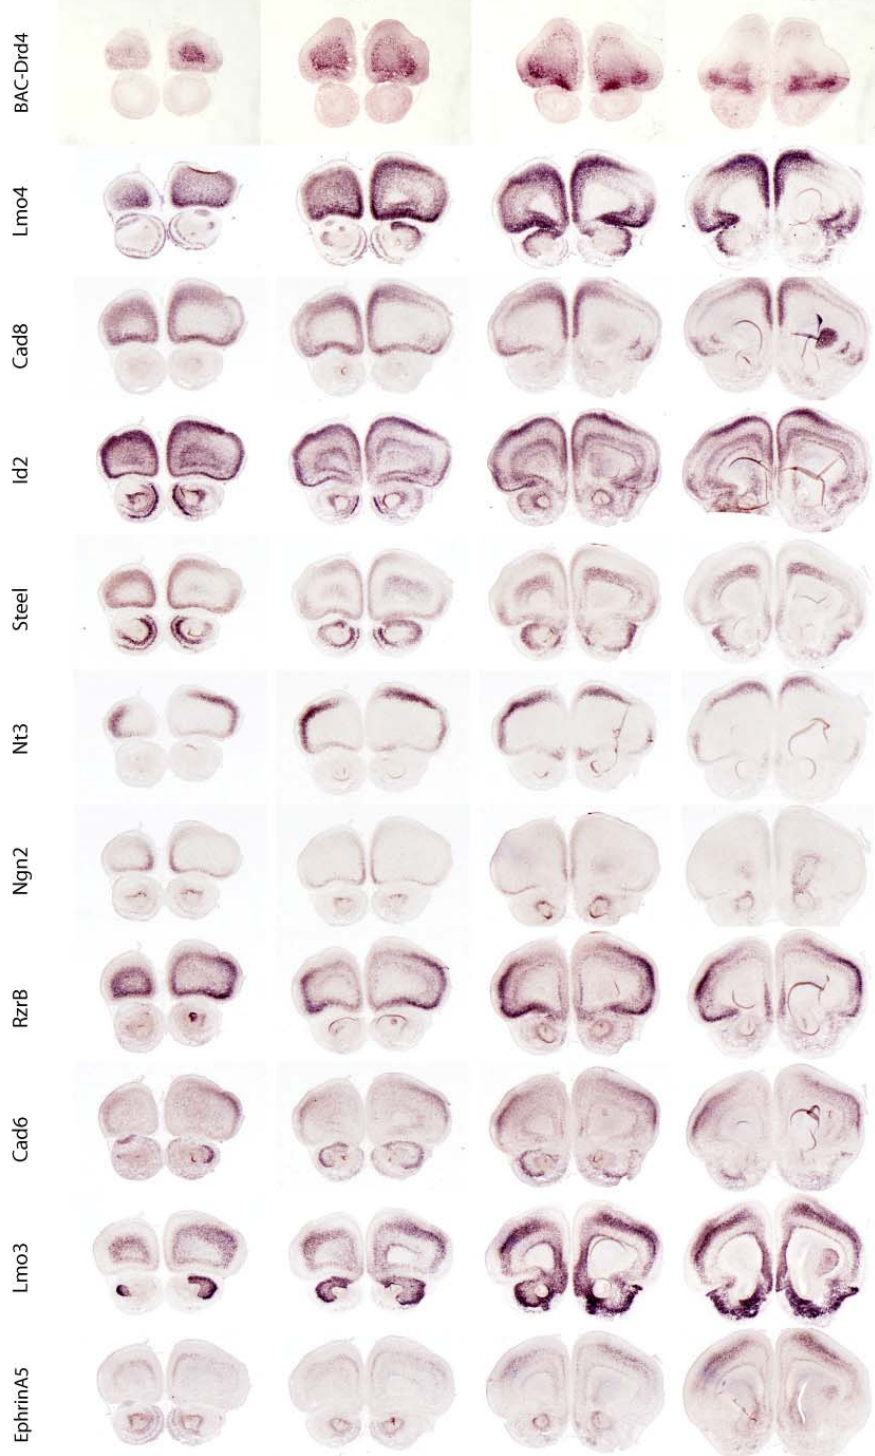 BAC-Drd4
Lmo4
Cad8
Id2
Steel
Nt3
Ngn2
RzrB
Cad6
Lmo3
EphrinA5